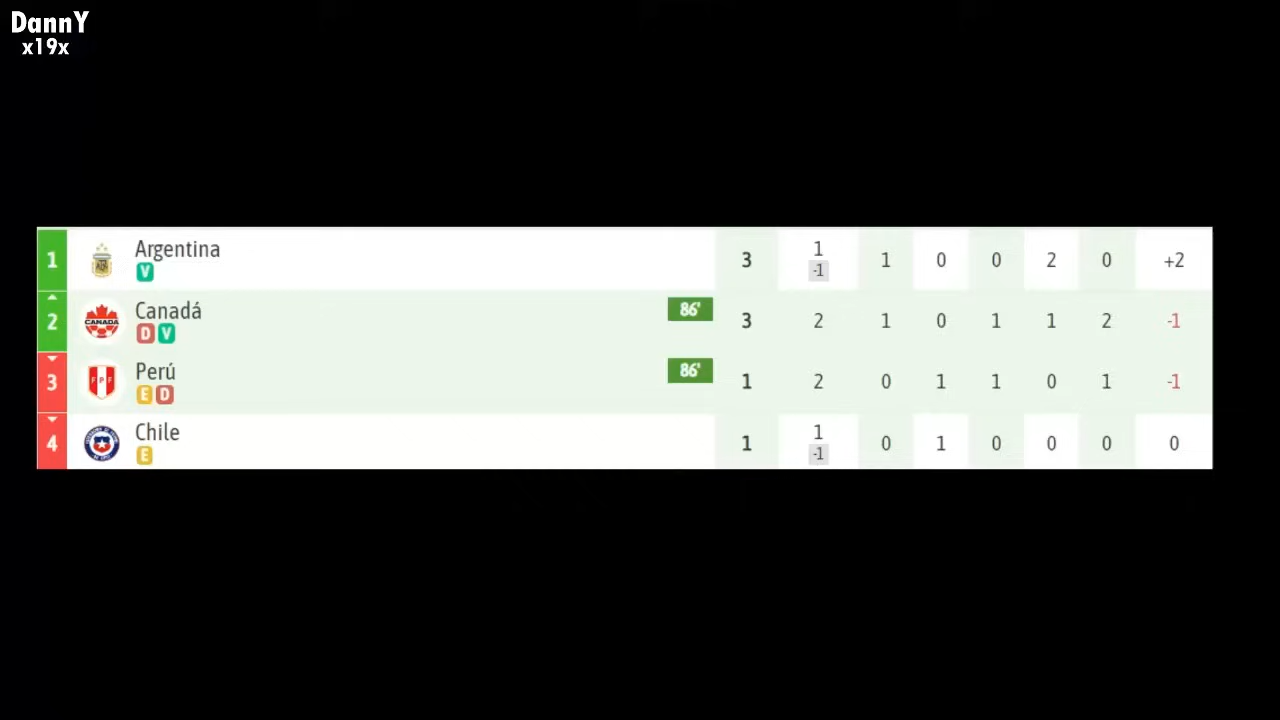 DannY
x19x
1 Argentina 3 1 1 0 0 2 0 +2
V -1
2 CANADA Canadá 86' 3 2 1 0 1 1 2 -1
D V
3 FPF Perú 86' 1 2 0 1 1 0 1 -1
E D
4 Chile 1 1 0 1 0 0 0 0
E -1